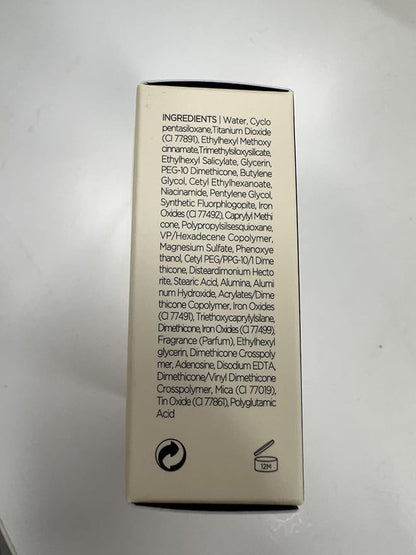 INGREDIENTS | Water, Cyclo
pentasiloxane,Titanium Dioxide
(CI 77891), Ethylhexyl Methoxy
cinnamate,Trimethylsiloxysilicate,
Ethylhexyl Salicylate, Glycerin,
PEG-10 Dimethicone, Butylene
Glycol, Cetyl Ethylhexanoate,
Niacinamide, Pentylene Glycol,
Synthetic Fluorphlogopite, Iron
Oxides (CI 77492), Caprylyl Methi
cone, Polypropylsilsesquioxane,
VP/Hexadecene Copolymer,
Magnesium Sulfate, Phenoxye
thanol, Cetyl PEG/PPG-10/1 Dime
thicone, Disteardimonium Hecto
rite, Stearic Acid, Alumina, Alumi
num Hydroxide, Acrylates/Dime
thicone Copolymer, Iron Oxides
(CI 77491), Triethoxycaprylylsilane,
Dimethicone, Iron Oxides (CI 77499),
Fragrance (Parfum), Ethylhexyl
glycerin, Dimethicone Crosspoly
mer, Adenosine, Disodium EDTA,
Dimethicone/Vinyl Dimethicone
Crosspolymer, Mica (CI 77019),
Tin Oxide (CI 77861), Polyglutamic
Acid
12M